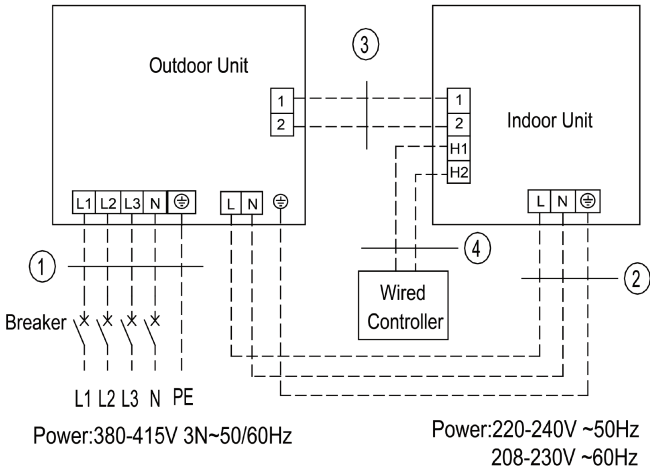 Outdoor Unit
3
1
2
1
2
H1
H2
Indoor Unit
L1 L2 L3 N
L N
L N
1
4
2
Wired
Controller
Breaker
L1 L2 L3 N PE
Power:380-415V 3N~50/60Hz
Power:220-240V ~50Hz
208-230V ~60Hz